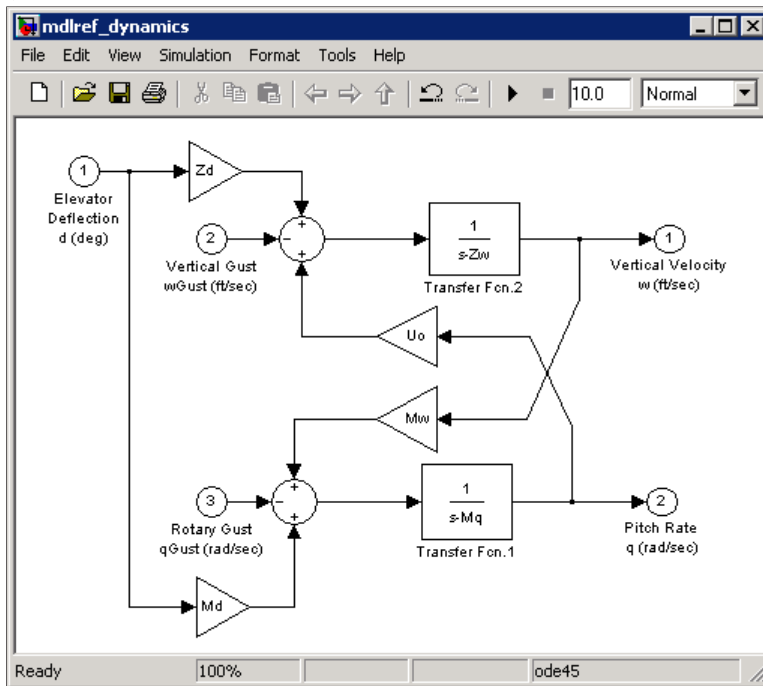 mdlref_dynamics
File Edit View Simulation Format Tools Help
10.0 Normal
1
Elevator
Deflection
d (deg)
Zd
2
Vertical Gust
wGust (ft/sec)
+
−
+
1
s-Zw
Transfer Fcn.2
1
Vertical Velocity
w (ft/sec)
Uo
Mw
3
Rotary Gust
qGust (rad/sec)
+
−
+
1
s-Mq
Transfer Fcn.1
2
Pitch Rate
q (rad/sec)
Md
Ready 100% ode45